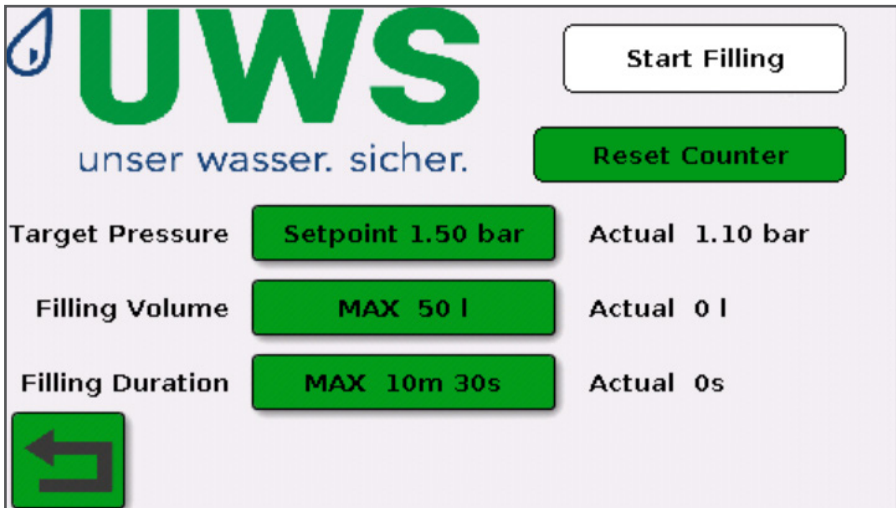 UWS
unser wasser. sicher.
Start Filling
Reset Counter
Target Pressure Setpoint 1.50 bar Actual 1.10 bar
Filling Volume MAX 50 l Actual 0 l
Filling Duration MAX 10m 30s Actual 0s